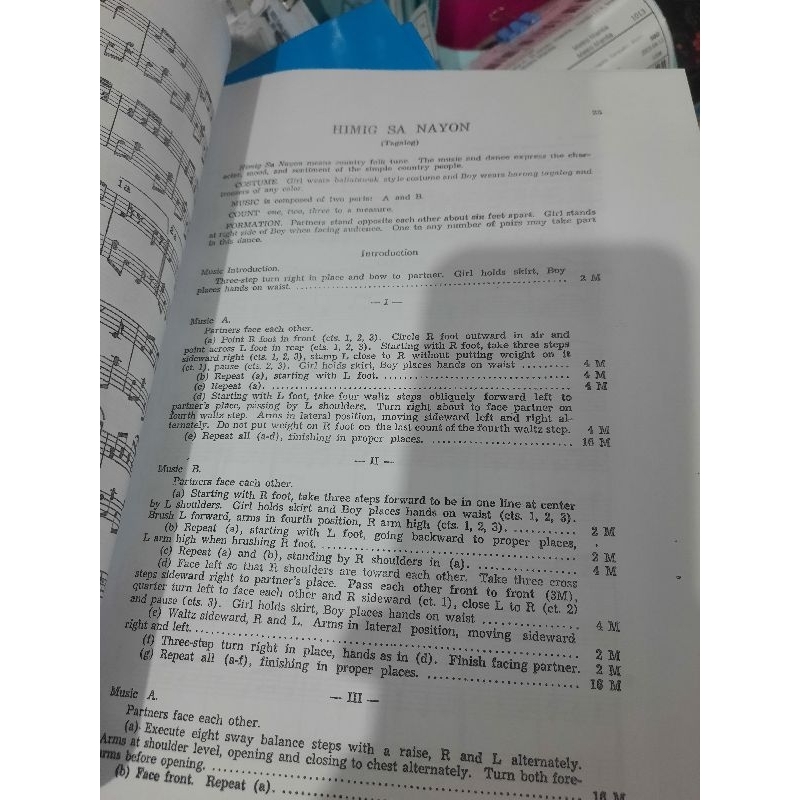 1013
25
HIMIG SA NAYON
(Tagalog)
Himig Sa Nayon means country folk tune. The music and dance express the char-
acter, mood, and sentiment of the simple country people.
COSTUME. Girl wears balintawak style costume and Boy wears barong tagalog and
trousers of any color.
MUSIC is composed of two parts: A and B.
COUNT one, two, three to a measure.
FORMATION. Partners stand opposite each other about six feet apart. Girl stands
at right side of Boy when facing audience. One to any number of pairs may take part
in this dance.
Introduction
Music Introduction.
Three-step turn right in place and bow to partner. Girl holds skirt, Boy
places hands on waist. .......... 2 M
— I —
Music A.
Partners face each other.
(a) Point R foot in front (cts. 1, 2, 3). Circle R foot outward in air and
point across L foot in rear (cts. 1, 2, 3). Starting with R foot, take three steps
sideward right (cts. 1, 2, 3), stamp L close to R without putting weight on it
(ct. 1), pause (cts. 2, 3). Girl holds skirt, Boy places hands on waist .......... 4 M
(b) Repeat (a), starting with L foot. .......... 4 M
(c) Repeat (a). .......... 4 M
(d) Starting with L foot, take four waltz steps obliquely forward left to
partner's place, passing by L shoulders. Turn right about to face partner on
fourth waltz step. Arms in lateral position, moving sideward left and right al-
ternately. Do not put weight on R foot on the last count of the fourth waltz step. 4 M
(e) Repeat all (a-d), finishing in proper places. .......... 16 M
— II —
Music B.
Partners face each other.
(a) Starting with R foot, take three steps forward to be in one line at center
by L shoulders. Girl holds skirt and Boy places hands on waist (cts. 1, 2, 3).
Brush L forward, arms in fourth position, R arm high (cts. 1, 2, 3). .......... 2 M
(b) Repeat (a), starting with L foot, going backward to proper places,
L arm high when brushing R foot. .......... 2 M
(c) Repeat (a) and (b), standing by R shoulders in (a). .......... 4 M
(d) Face left so that R shoulders are toward each other. Take three cross
steps sideward right to partner's place. Pass each other front to front (3M),
quarter turn left to face each other and R sideward (ct. 1), close L to R (ct. 2)
and pause (cts. 3). Girl holds skirt, Boy places hands on waist .......... 4 M
(e) Waltz sideward, R and L. Arms in lateral position, moving sideward
right and left. .......... 2 M
(f) Three-step turn right in place, hands as in (d). Finish facing partner. 2 M
(g) Repeat all (a-f), finishing in proper places. .......... 16 M
— III —
Music A.
Partners face each other.
(a) Execute eight sway balance steps with a raise, R and L alternately.
Arms at shoulder level, opening and closing to chest alternately. Turn both fore-
arms before opening. .......... 16 M
(b) Face front. Repeat (a). ..........
1a
2a